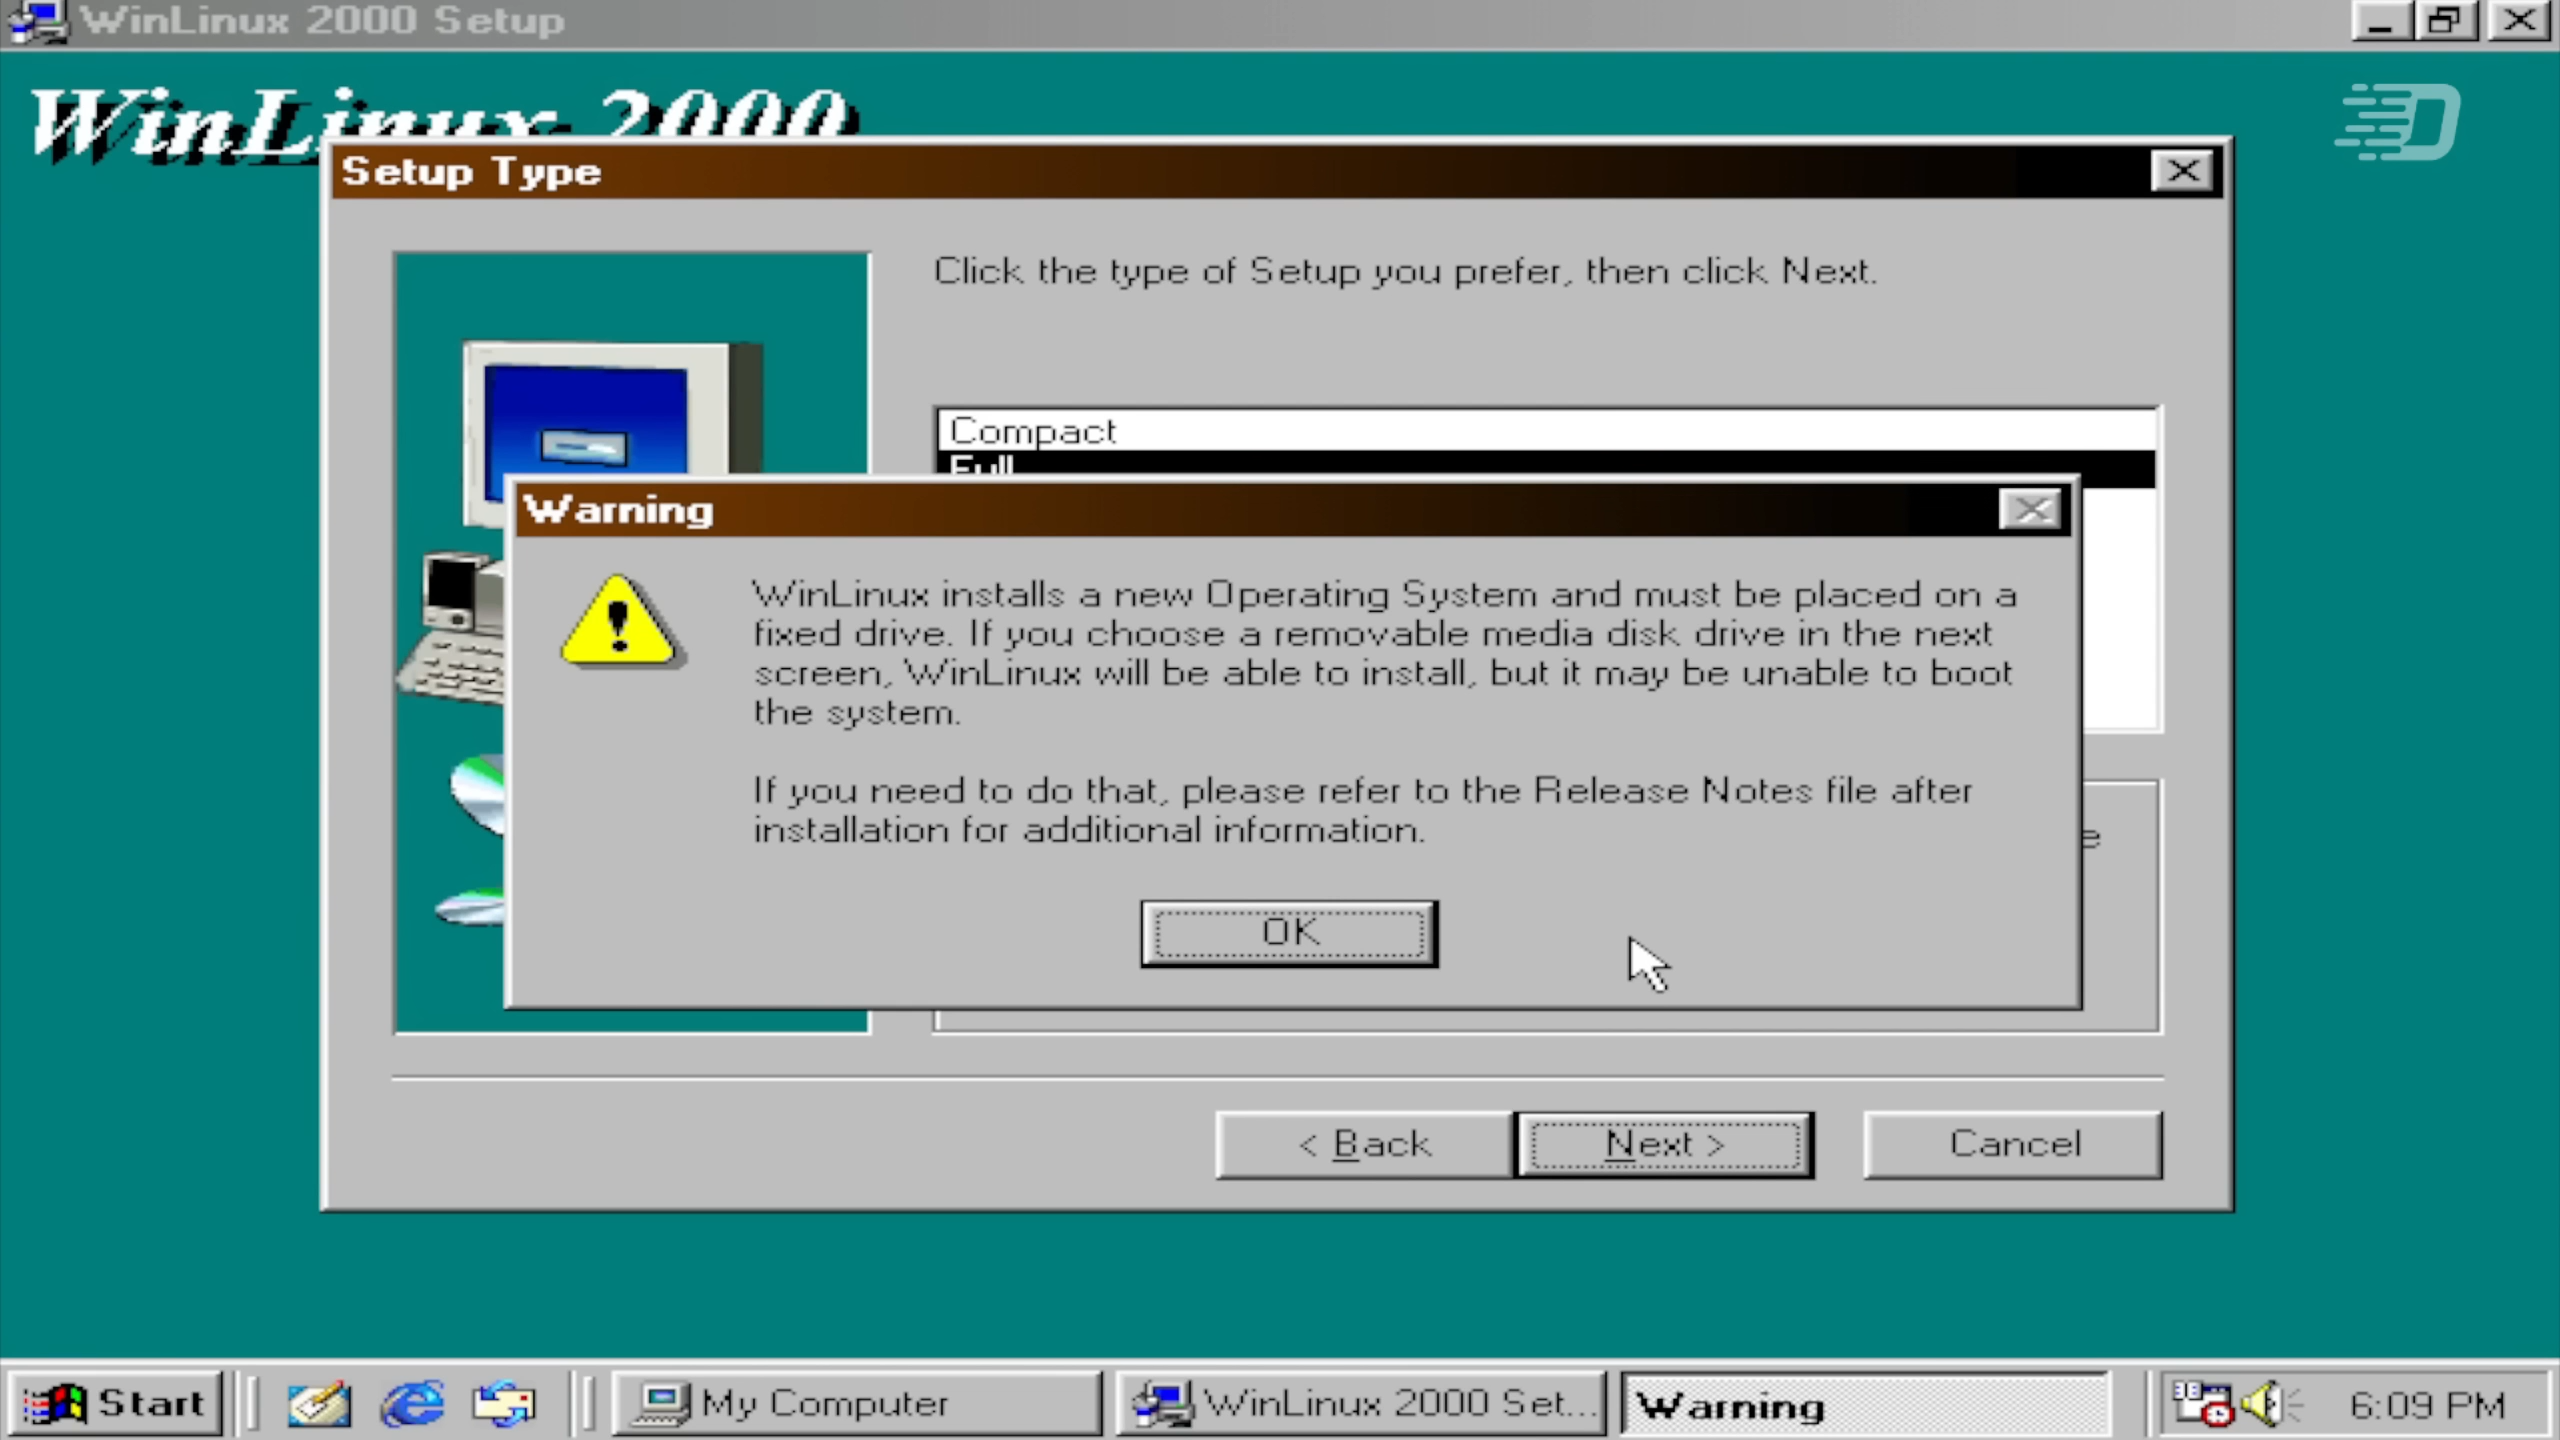 WinLinux 2000 Setup
WinLinux 2000
Setup Type
Click the type of Setup you prefer, then click Next.
Compact
Full
Warning
WinLinux installs a new Operating System and must be placed on a
fixed drive. If you choose a removable media disk drive in the next
screen, WinLinux will be able to install, but it may be unable to boot
the system.
If you need to do that, please refer to the Release Notes file after
installation for additional information.
e
OK
< Back
Next >
Cancel
Start
My Computer
WinLinux 2000 Set...
Warning
6:09 PM